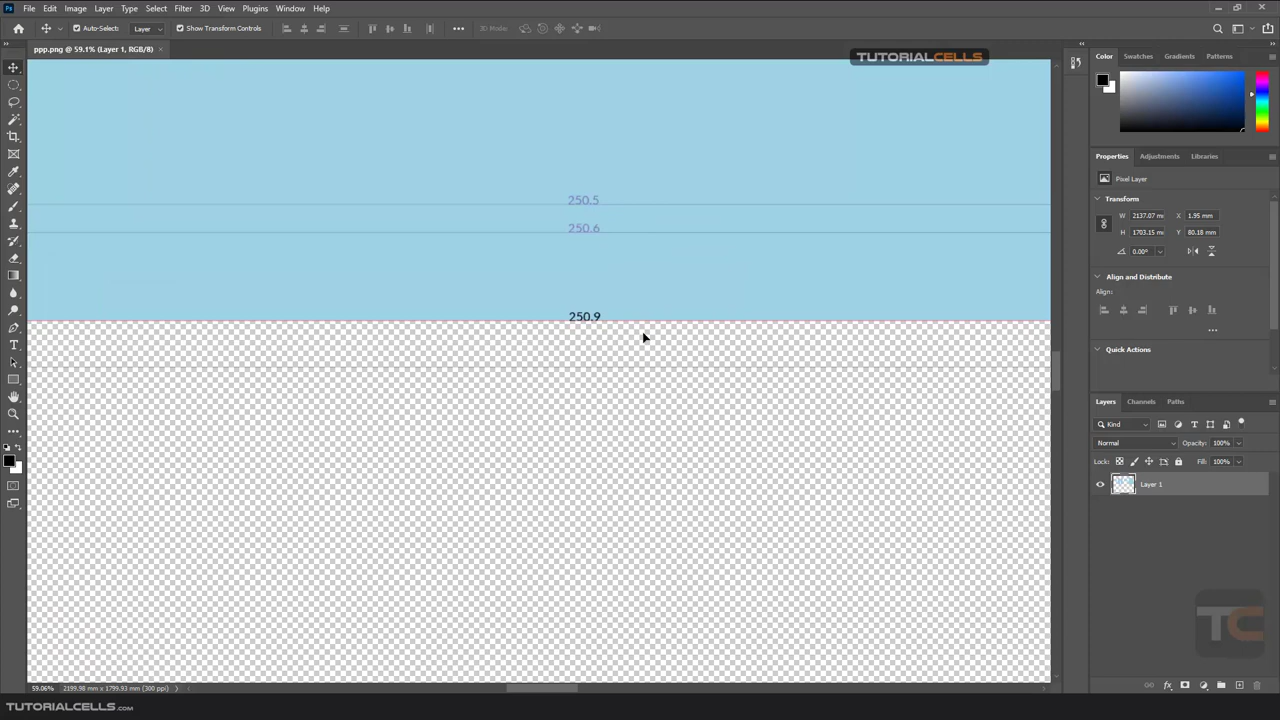 Ps File Edit Image Layer Type Select Filter 3D View Plugins Window Help
Auto-Select: Layer Show Transform Controls 3D Mode:
ppp.png @ 59.1% (Layer 1, RGB/8) ×
TUTORIALCELLS
Color Swatches Gradients Patterns
Properties Adjustments Libraries
Pixel Layer
Transform
W 2137.07 m X 1.95 mm
H 1703.15 m Y 80.18 mm
0.00°
Align and Distribute
Align:
Quick Actions
250.5
250.6
250.9
Layers Channels Paths
Kind
Normal Opacity: 100%
Lock: Fill: 100%
Layer 1
TC
59.06% 2199.98 mm x 1799.93 mm (300 ppi)
TUTORIALCELLS.com